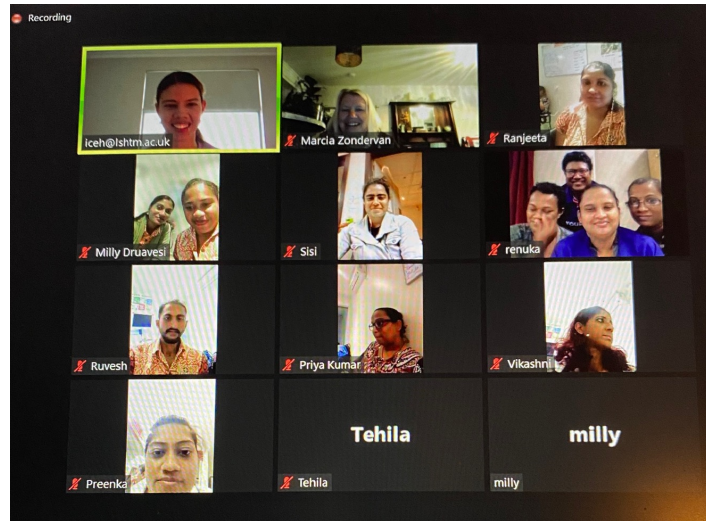 Recording
iceh@lshtm.ac.uk
Marcia Zondervan
Ranjeeta
Milly Druavesi
Sisi
renuka
Ruvesh
Priya Kumar
Vikashni
Preenka
Tehila
Tehila
milly
milly